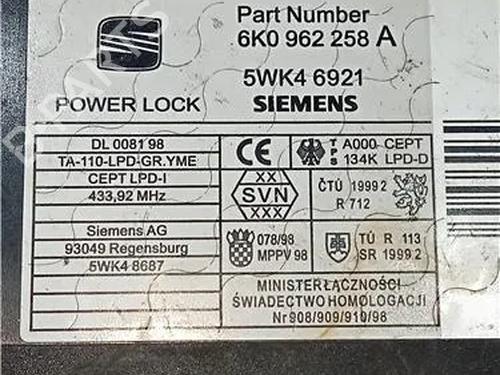 Part Number
6K0 962 258 A
5WK4 6921
POWER LOCK SIEMENS
DL 0081 98
TA-110-LPD-GR.YME
CEPT LPD-I
433,92 MHz
CE
T F S
A000 CEPT
134K LPD-D
XX
SVN
XXX
ČTÚ 1999 2
R 712
Siemens AG
93049 Regensburg
5WK4 8687
078/98
MPPV 98
TÚ R 113
SR 1999 2
MINISTER ŁĄCZNOŚCI
ŚWIADECTWO HOMOLOGACJI
Nr 908/909/910/98